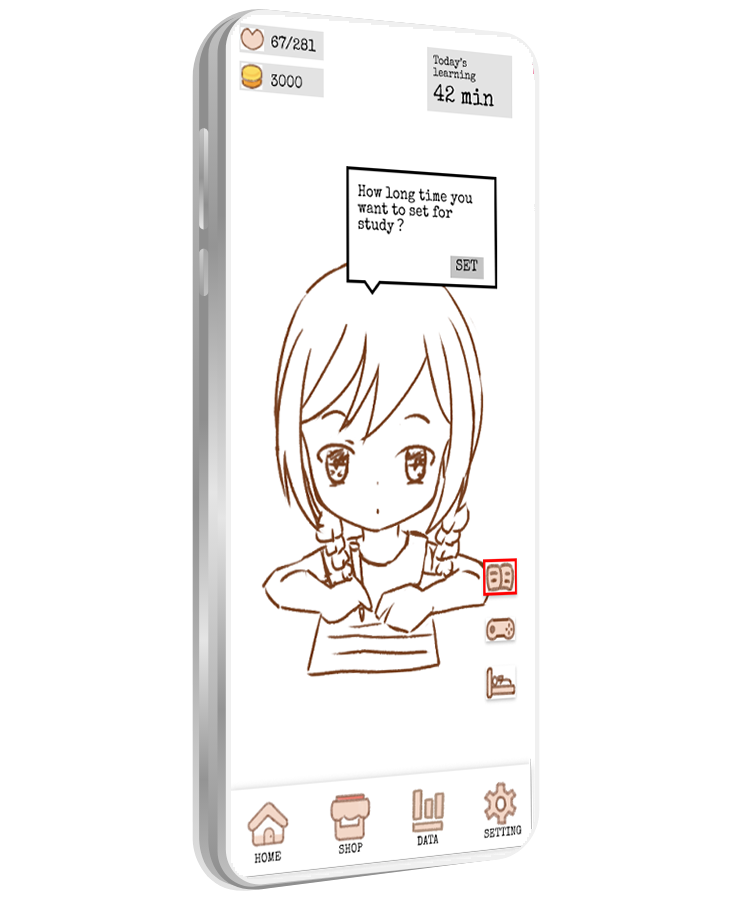 67/281
3000
Today's
learning
42 min
How long time you
want to set for
study ?
SET
HOME
SHOP
DATA
SETTING